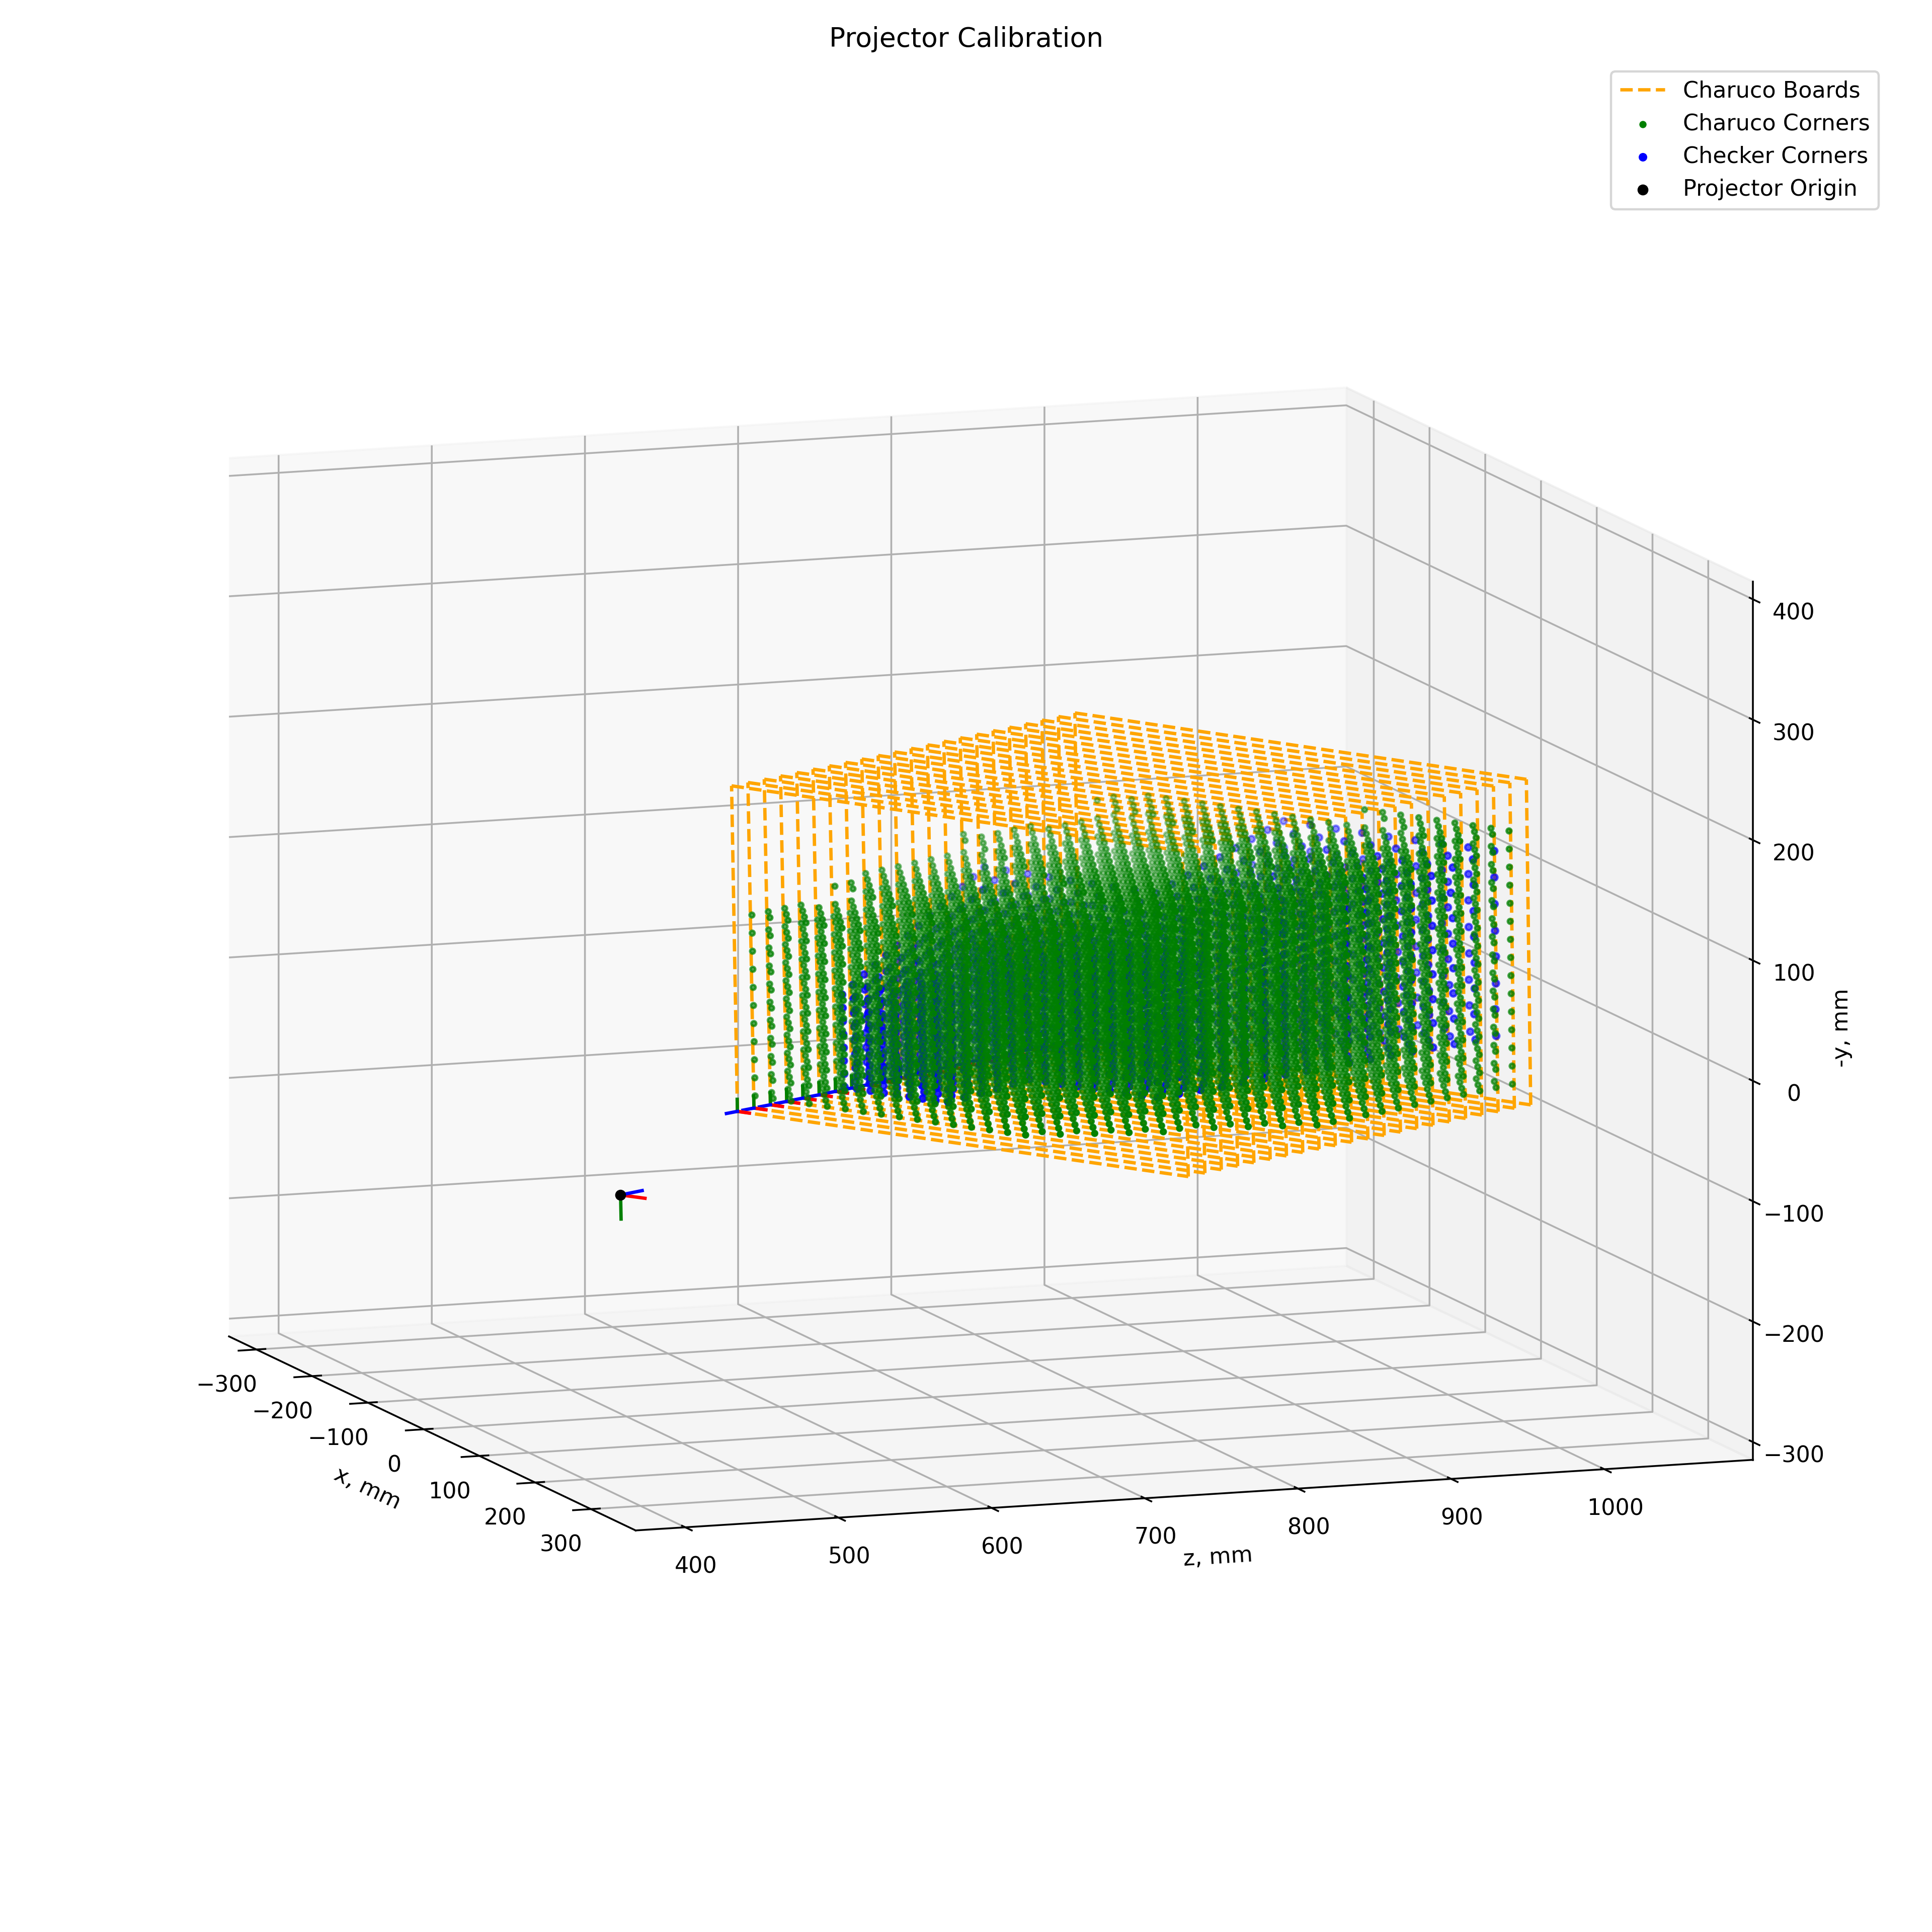 Projector Calibration
Charuco Boards
Charuco Corners
Checker Corners
Projector Origin
400
300
200
100
0
−100
−200
−300
-y, mm
−300
−200
−100
0
100
200
300
x, mm
400
500
600
700
800
900
1000
z, mm